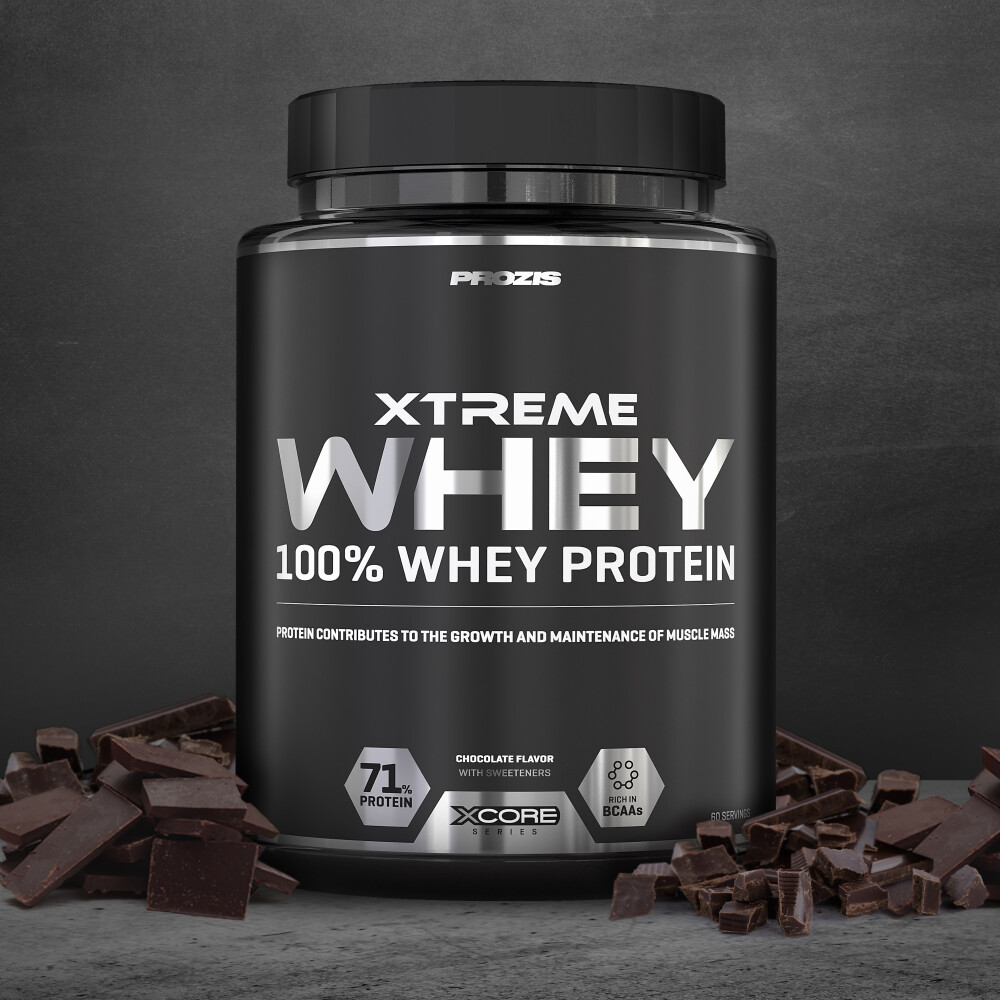 PROZIS
XTREME
WHEY
100% WHEY PROTEIN
PROTEIN CONTRIBUTES TO THE GROWTH AND MAINTENANCE OF MUSCLE MASS
71%
PROTEIN
CHOCOLATE FLAVOR
WITH SWEETENERS
XCORE
SERIES
RICH IN
BCAAs
60 SERVINGS